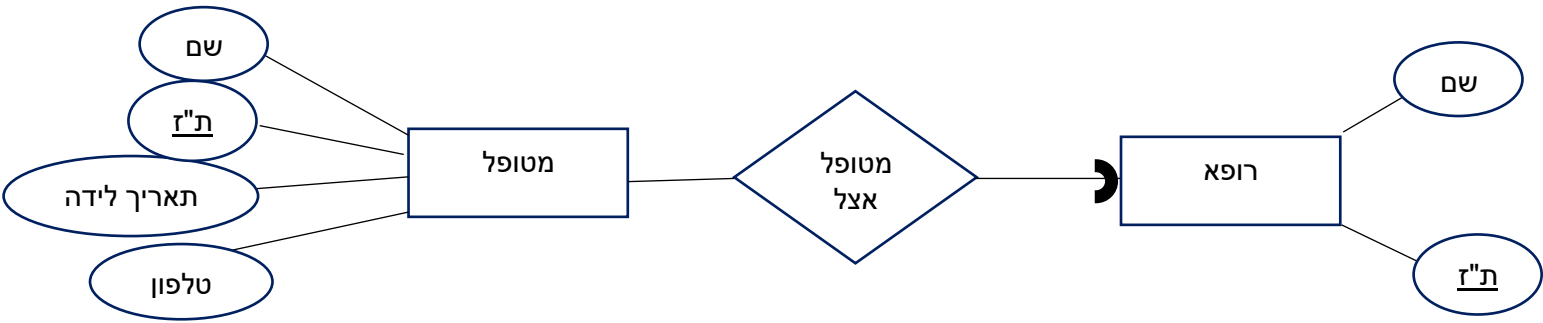 שם
ת"ז
תאריך לידה
טלפון
מטופל
מטופל
אצל
רופא
שם
ת"ז